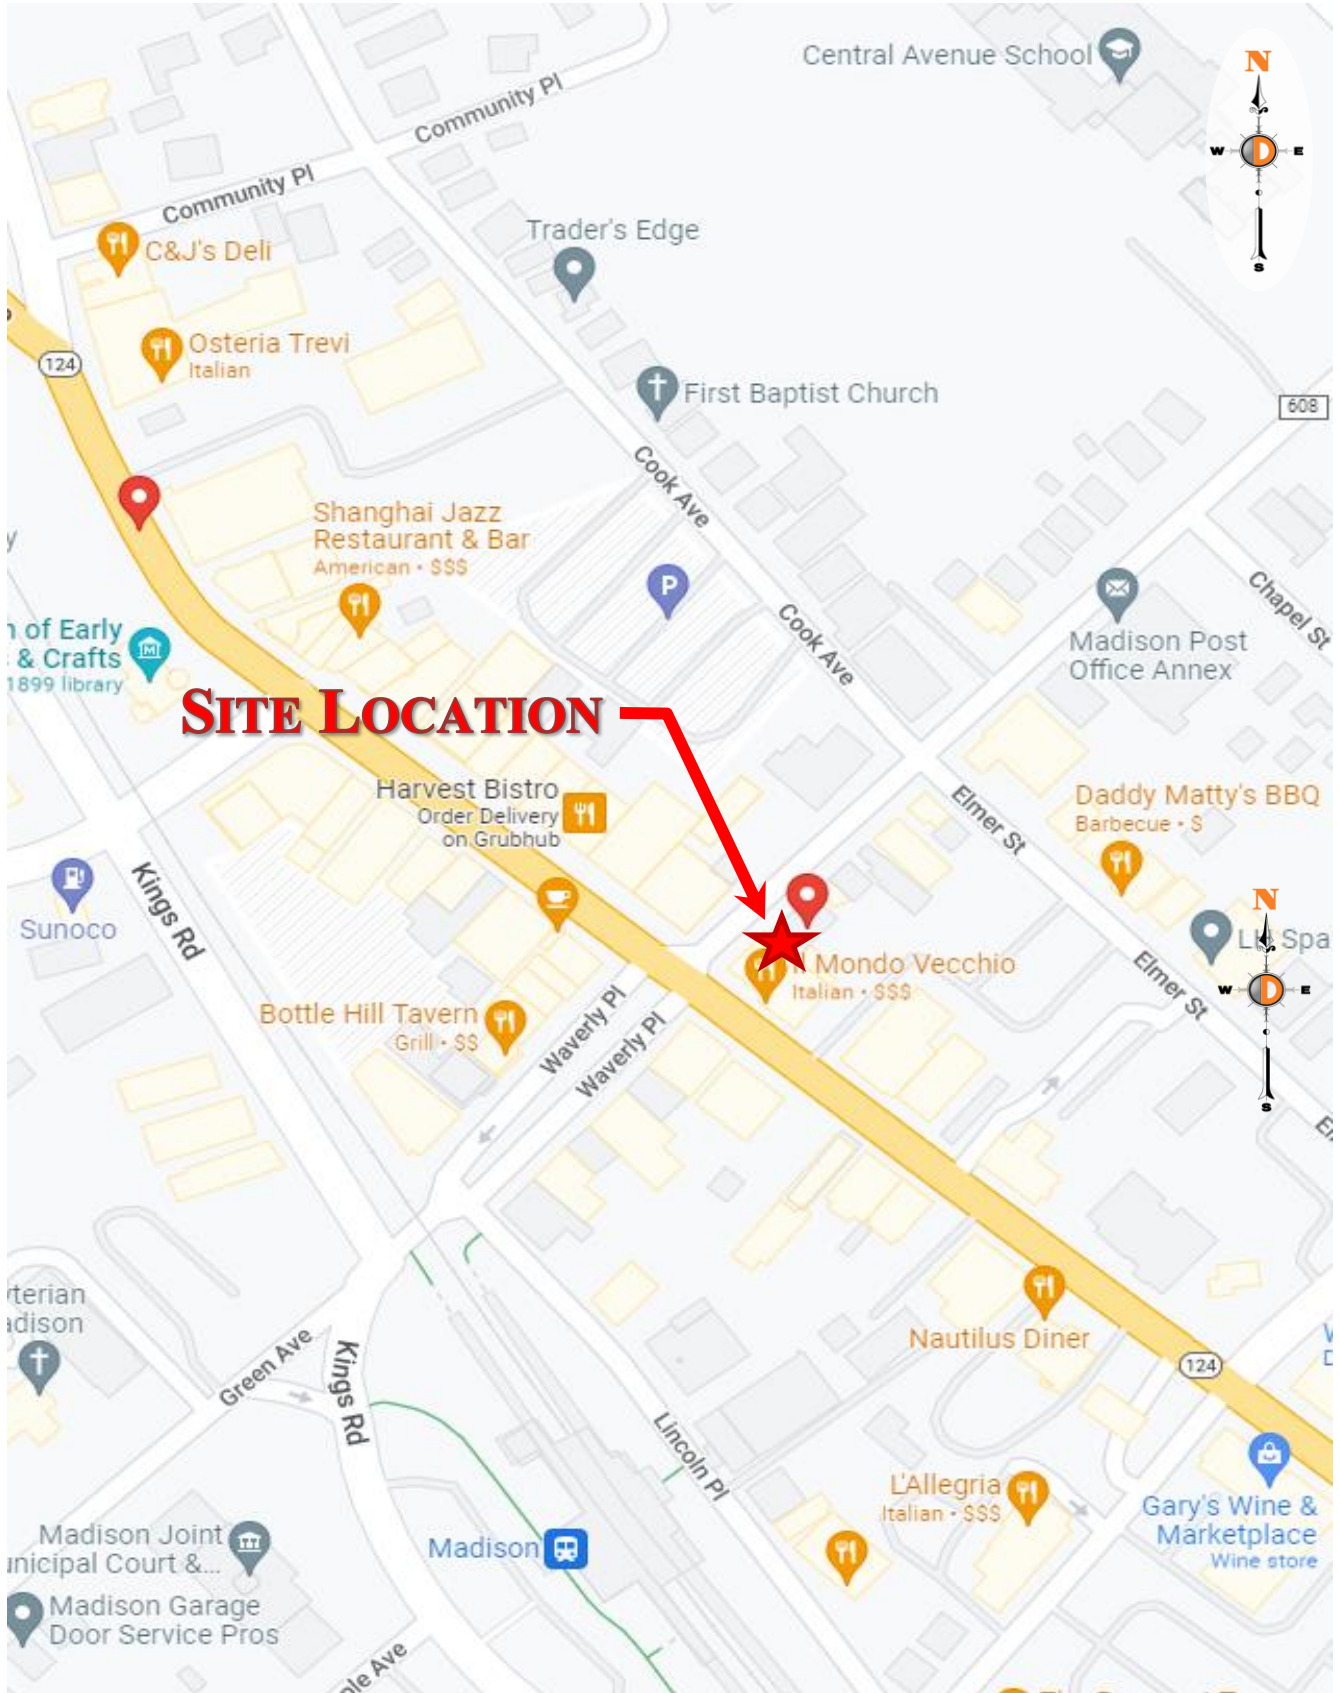 Central Avenue School
N
W
E
S
Community Pl
Community Pl
C&J's Deli
Trader's Edge
Osteria Trevi
Italian
124
First Baptist Church
608
Cook Ave
Shanghai Jazz
Restaurant & Bar
American • $$$
P
Chapel St
Cook Ave
Madison Post
Office Annex
of Early
& Crafts
1899 library
SITE LOCATION
Harvest Bistro
Order Delivery
on Grubhub
Elmer St
Daddy Matty's BBQ
Barbecue • $
Kings Rd
Sunoco
N
Spa
W
E
S
Il Mondo Vecchio
Italian • $$$
Elmer St
Bottle Hill Tavern
Grill • $$
Waverly Pl
Waverly Pl
Nautilus Diner
124
Green Ave
Kings Rd
Lincoln Pl
L'Allegria
Italian • $$$
Gary's Wine &
Marketplace
Wine store
Madison Joint
unicipal Court &...
Madison
Madison Garage
Door Service Pros
ple Ave